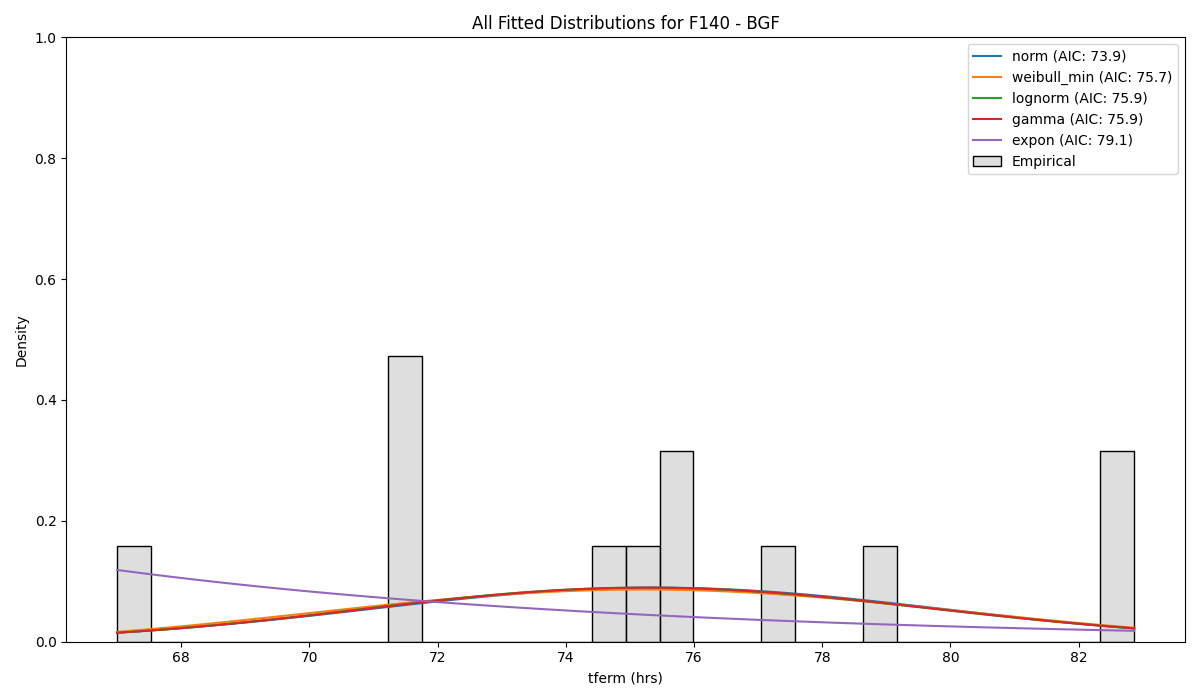 All Fitted Distributions for F140 - BGF
norm (AIC: 73.9)
weibull_min (AIC: 75.7)
lognorm (AIC: 75.9)
gamma (AIC: 75.9)
expon (AIC: 79.1)
Empirical
Density
1.0
0.8
0.6
0.4
0.2
0.0
68 70 72 74 76 78 80 82
tferm (hrs)